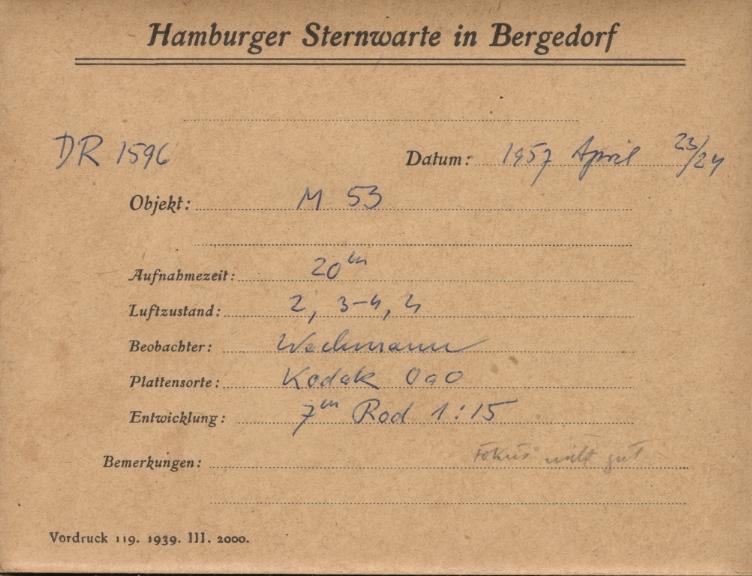 Hamburger Sternwarte in Bergedorf
DR 1596 Datum: 1957 April 23/24
Objekt: M 53
Aufnahmezeit: 20m
Luftzustand: 2, 3-4, 4
Beobachter: Wachmann
Plattensorte: Kodak OaO
Entwicklung: 7m Rod 1:15
Bemerkungen: Fokus nicht gut
Vordruck 119. 1939. III. 2000.